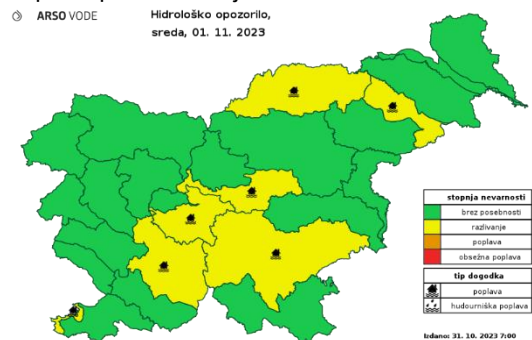 ARSO VODE
Hidrološko opozorilo,
sreda, 01. 11. 2023
stopnja nevarnosti
brez posebnosti
razlivanje
poplava
obsežna poplava
tip dogodka
poplava
hudourniška poplava
Izdano: 31. 10. 2023 7:00